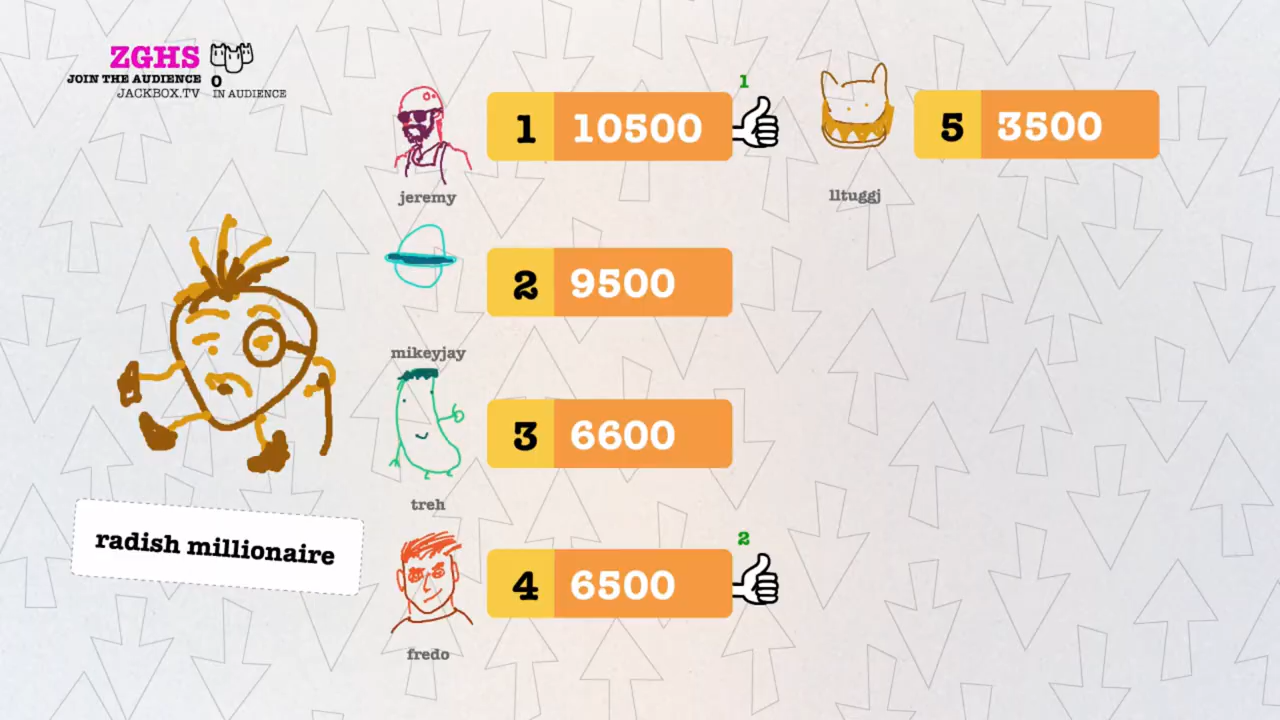 ZGHS
JOIN THE AUDIENCE
JACKBOX.TV
0
IN AUDIENCE
radish millionaire
1 10500
1
jeremy
2 9500
mikeyjay
3 6600
treh
4 6500
2
fredo
5 3500
lltuggj